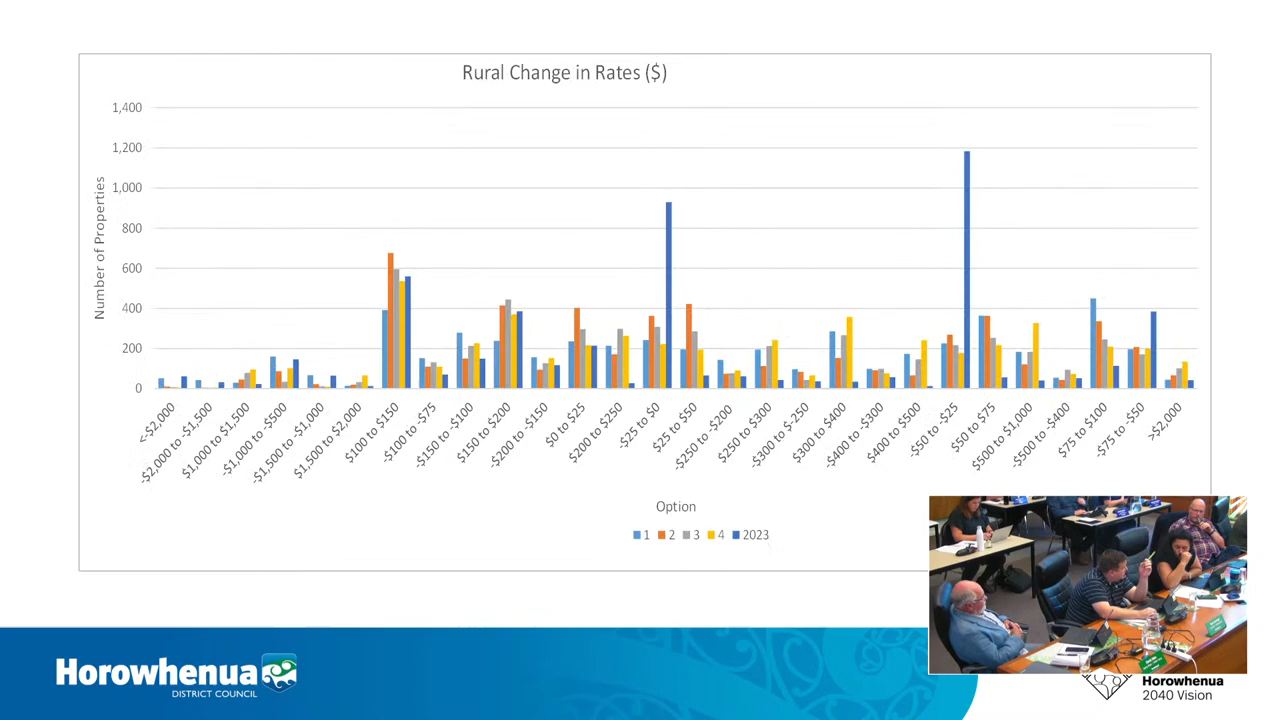 Rural Change in Rates ($)
1,400
1,200
1,000
800
600
400
200
0
Number of Properties
<-$2,000
-$2,000 to -$1,500
$1,000 to $1,500
-$1,000 to -$500
-$1,500 to -$1,000
$1,500 to $2,000
$100 to $150
-$100 to -$75
-$150 to -$100
$150 to $200
-$200 to -$150
$0 to $25
$200 to $250
-$25 to $0
$25 to $50
-$250 to -$200
$250 to $300
-$300 to $-250
$300 to $400
-$400 to -$300
$400 to $500
-$50 to -$25
$50 to $75
$500 to $1,000
-$500 to -$400
$75 to $100
-$75 to -$50
>$2,000
Option
1 2 3 4 2023
Horowhenua
DISTRICT COUNCIL
Horowhenua
2040 Vision